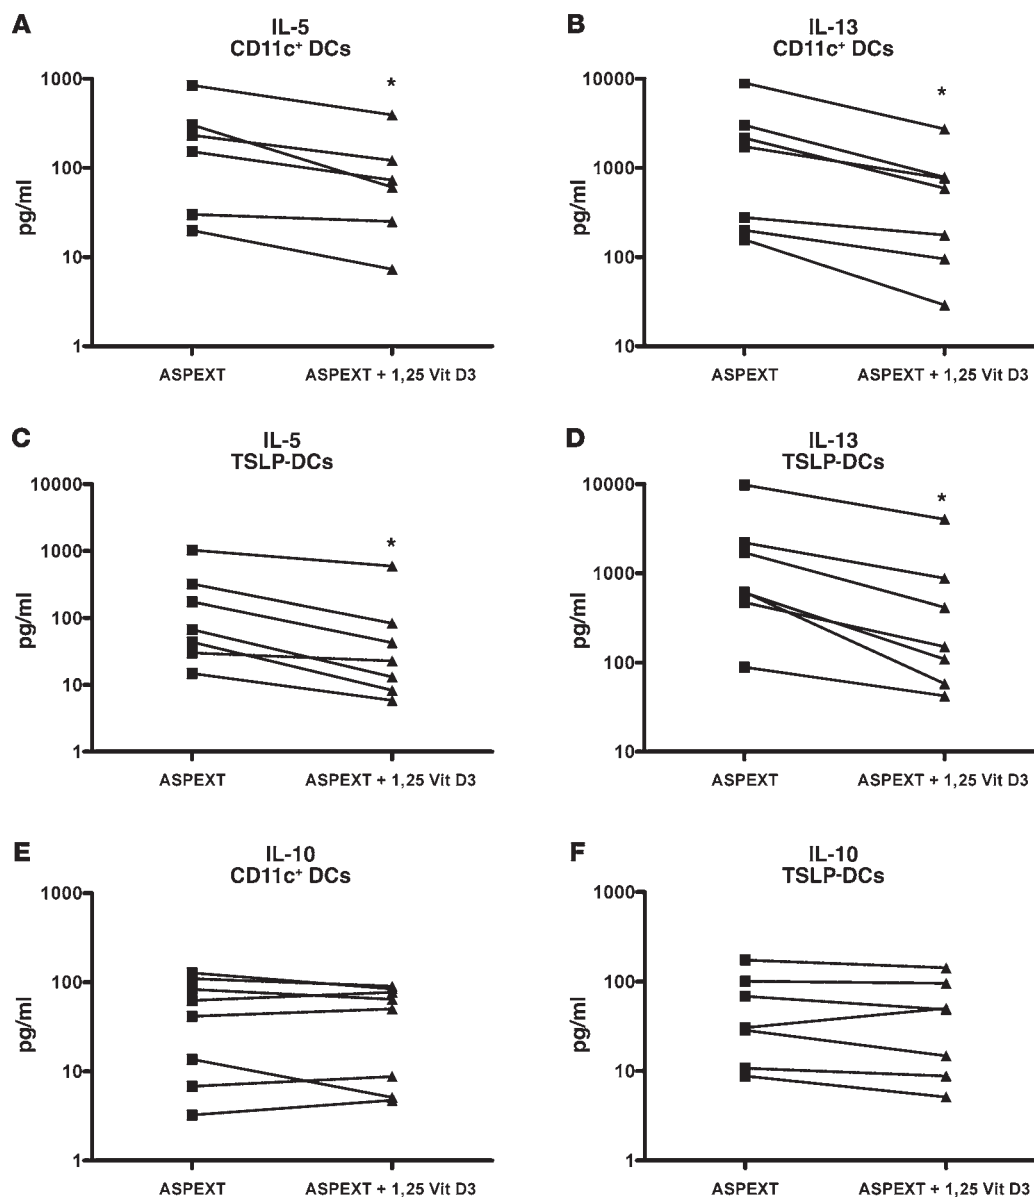 A
IL-5
CD11c⁺ DCs
1000
100
10
1
pg/ml
*
ASPEXT
ASPEXT + 1,25 Vit D3
B
IL-13
CD11c⁺ DCs
10000
1000
100
10
pg/ml
*
ASPEXT
ASPEXT + 1,25 Vit D3
C
IL-5
TSLP-DCs
10000
1000
100
10
1
pg/ml
*
ASPEXT
ASPEXT + 1,25 Vit D3
D
IL-13
TSLP-DCs
10000
1000
100
10
pg/ml
*
ASPEXT
ASPEXT + 1,25 Vit D3
E
IL-10
CD11c⁺ DCs
1000
100
10
1
pg/ml
ASPEXT
ASPEXT + 1,25 Vit D3
F
IL-10
TSLP-DCs
1000
100
10
1
pg/ml
ASPEXT
ASPEXT + 1,25 Vit D3